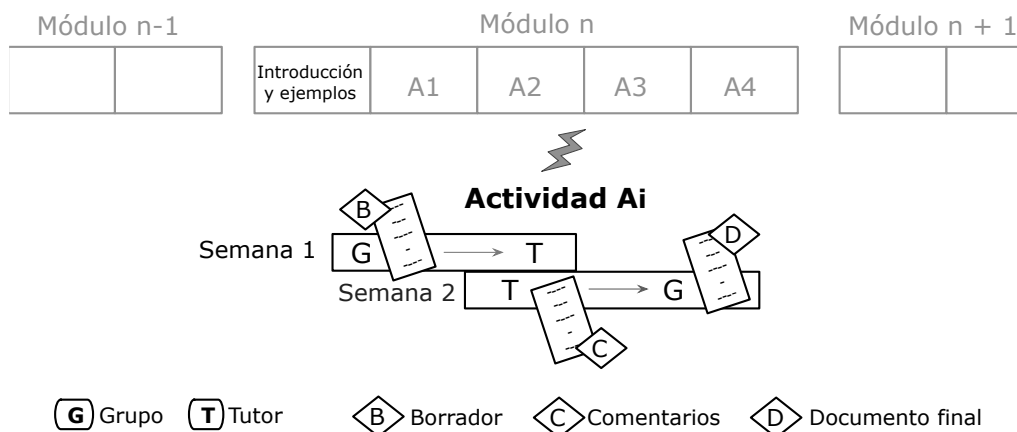 Módulo n-1
Módulo n
Módulo n + 1
Introducción
y ejemplos
A1
A2
A3
A4
Actividad Ai
B
Semana 1
G
T
D
Semana 2
T
G
C
G Grupo
T Tutor
B Borrador
C Comentarios
D Documento final